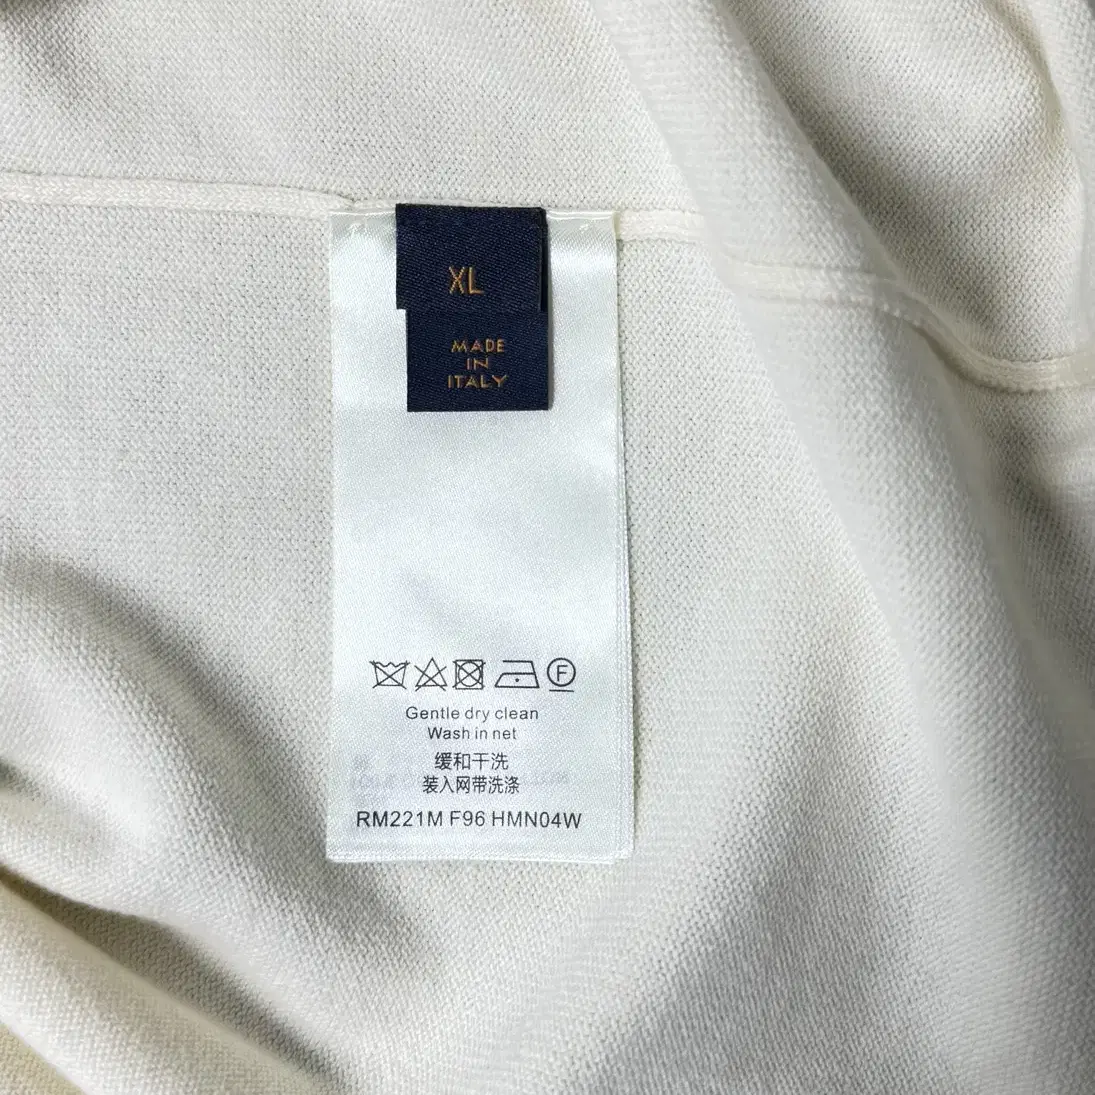 XL
MADE
IN
ITALY
F
Gentle dry clean
Wash in net
缓和干洗
装入网带洗涤
RM221M F96 HMN04W